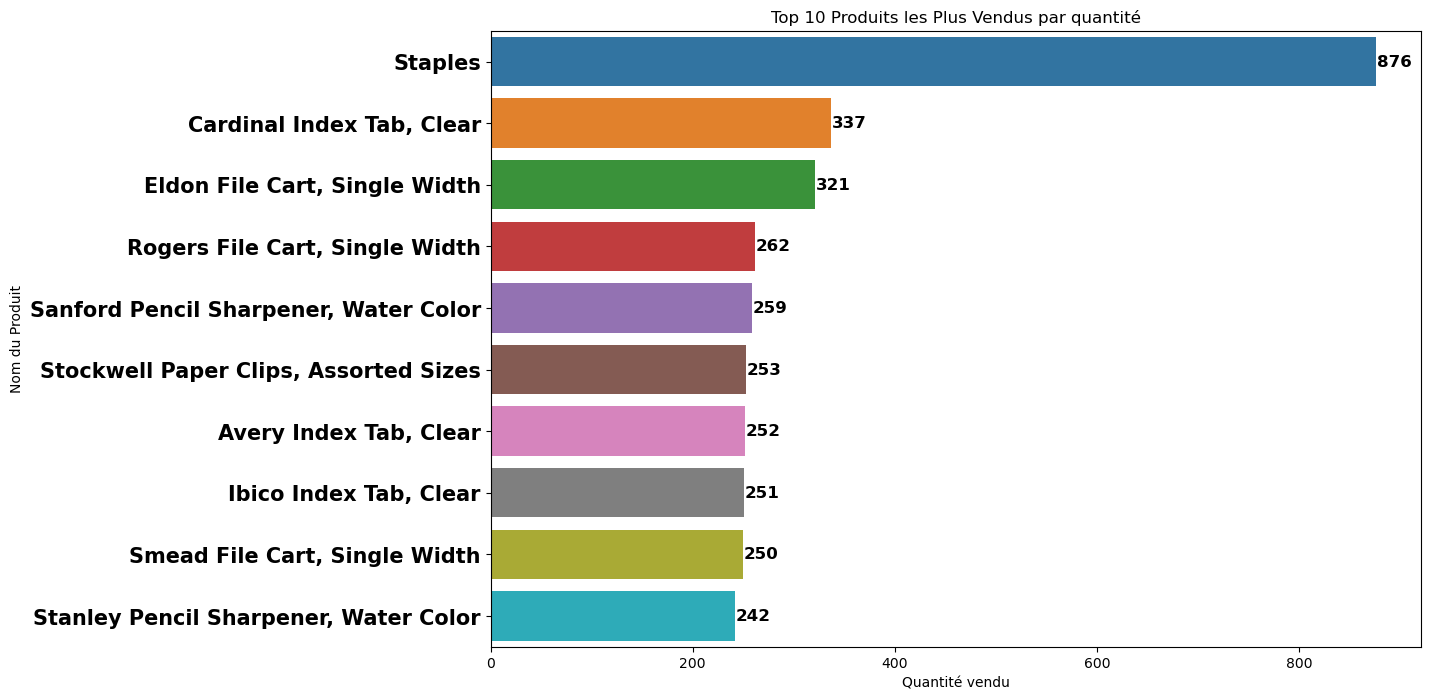 Top 10 Produits les Plus Vendus par quantité
Nom du Produit
Staples 876
Cardinal Index Tab, Clear 337
Eldon File Cart, Single Width 321
Rogers File Cart, Single Width 262
Sanford Pencil Sharpener, Water Color 259
Stockwell Paper Clips, Assorted Sizes 253
Avery Index Tab, Clear 252
Ibico Index Tab, Clear 251
Smead File Cart, Single Width 250
Stanley Pencil Sharpener, Water Color 242
0 200 400 600 800
Quantité vendu